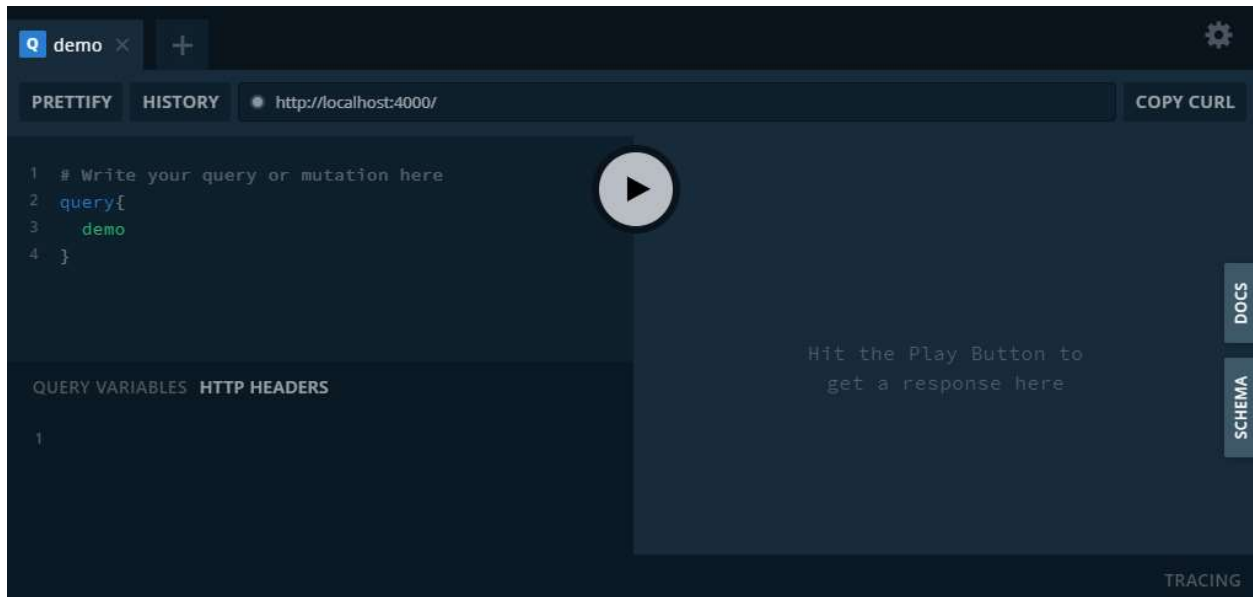 Q demo ×
+
PRETTIFY HISTORY http://localhost:4000/ COPY CURL
1 # Write your query or mutation here
2 query{
3 demo
4 }
Hit the Play Button to
get a response here
DOCS
SCHEMA
QUERY VARIABLES HTTP HEADERS
1
TRACING